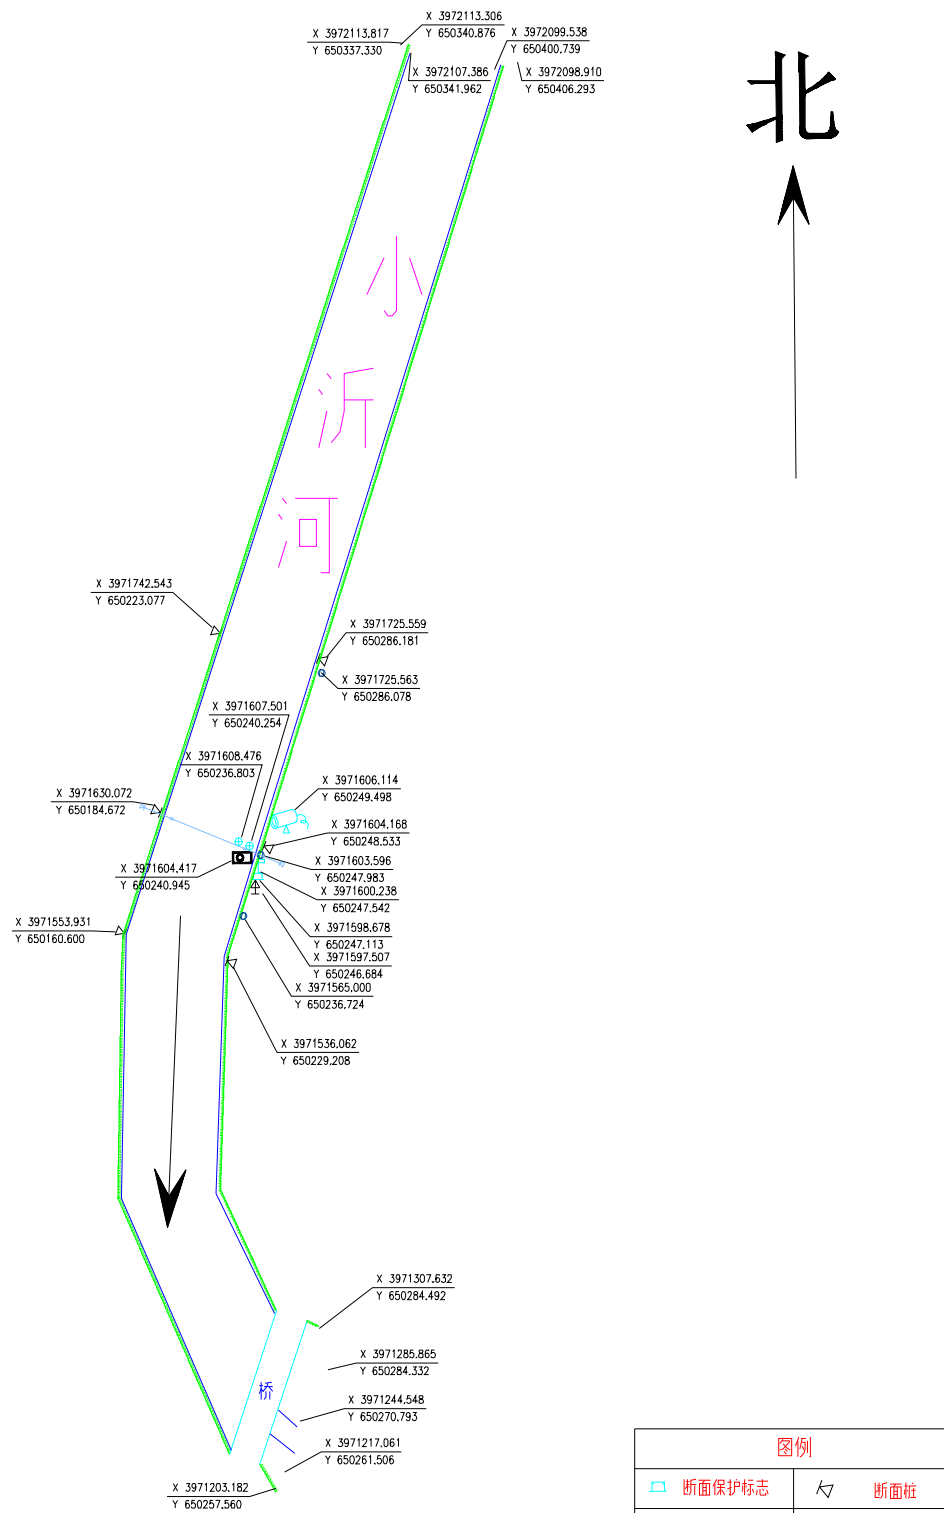 X 3972113.306
Y 650340.876
X 3972113.817
Y 650337.330
X 3972099.538
Y 650400.739
X 3972107.386
Y 650341.962
X 3972098.910
Y 650406.293
北
小
沂
河
X 3971742.543
Y 650223.077
X 3971725.559
Y 650286.181
X 3971725.563
Y 650286.078
X 3971607.501
Y 650240.254
X 3971608.476
Y 650236.803
X 3971606.114
Y 650249.498
X 3971630.072
Y 650184.672
X 3971604.168
Y 650248.533
X 3971603.596
Y 650247.983
X 3971604.417
Y 650240.945
X 3971600.238
Y 650247.542
X 3971553.931
Y 650160.600
X 3971598.678
Y 650247.113
X 3971597.507
Y 650246.684
X 3971565.000
Y 650236.724
X 3971536.062
Y 650229.208
X 3971307.632
Y 650284.492
X 3971285.865
Y 650284.332
桥
X 3971244.548
Y 650270.793
X 3971217.061
Y 650261.506
X 3971203.182
Y 650257.560
图例
断面保护标志
断面桩